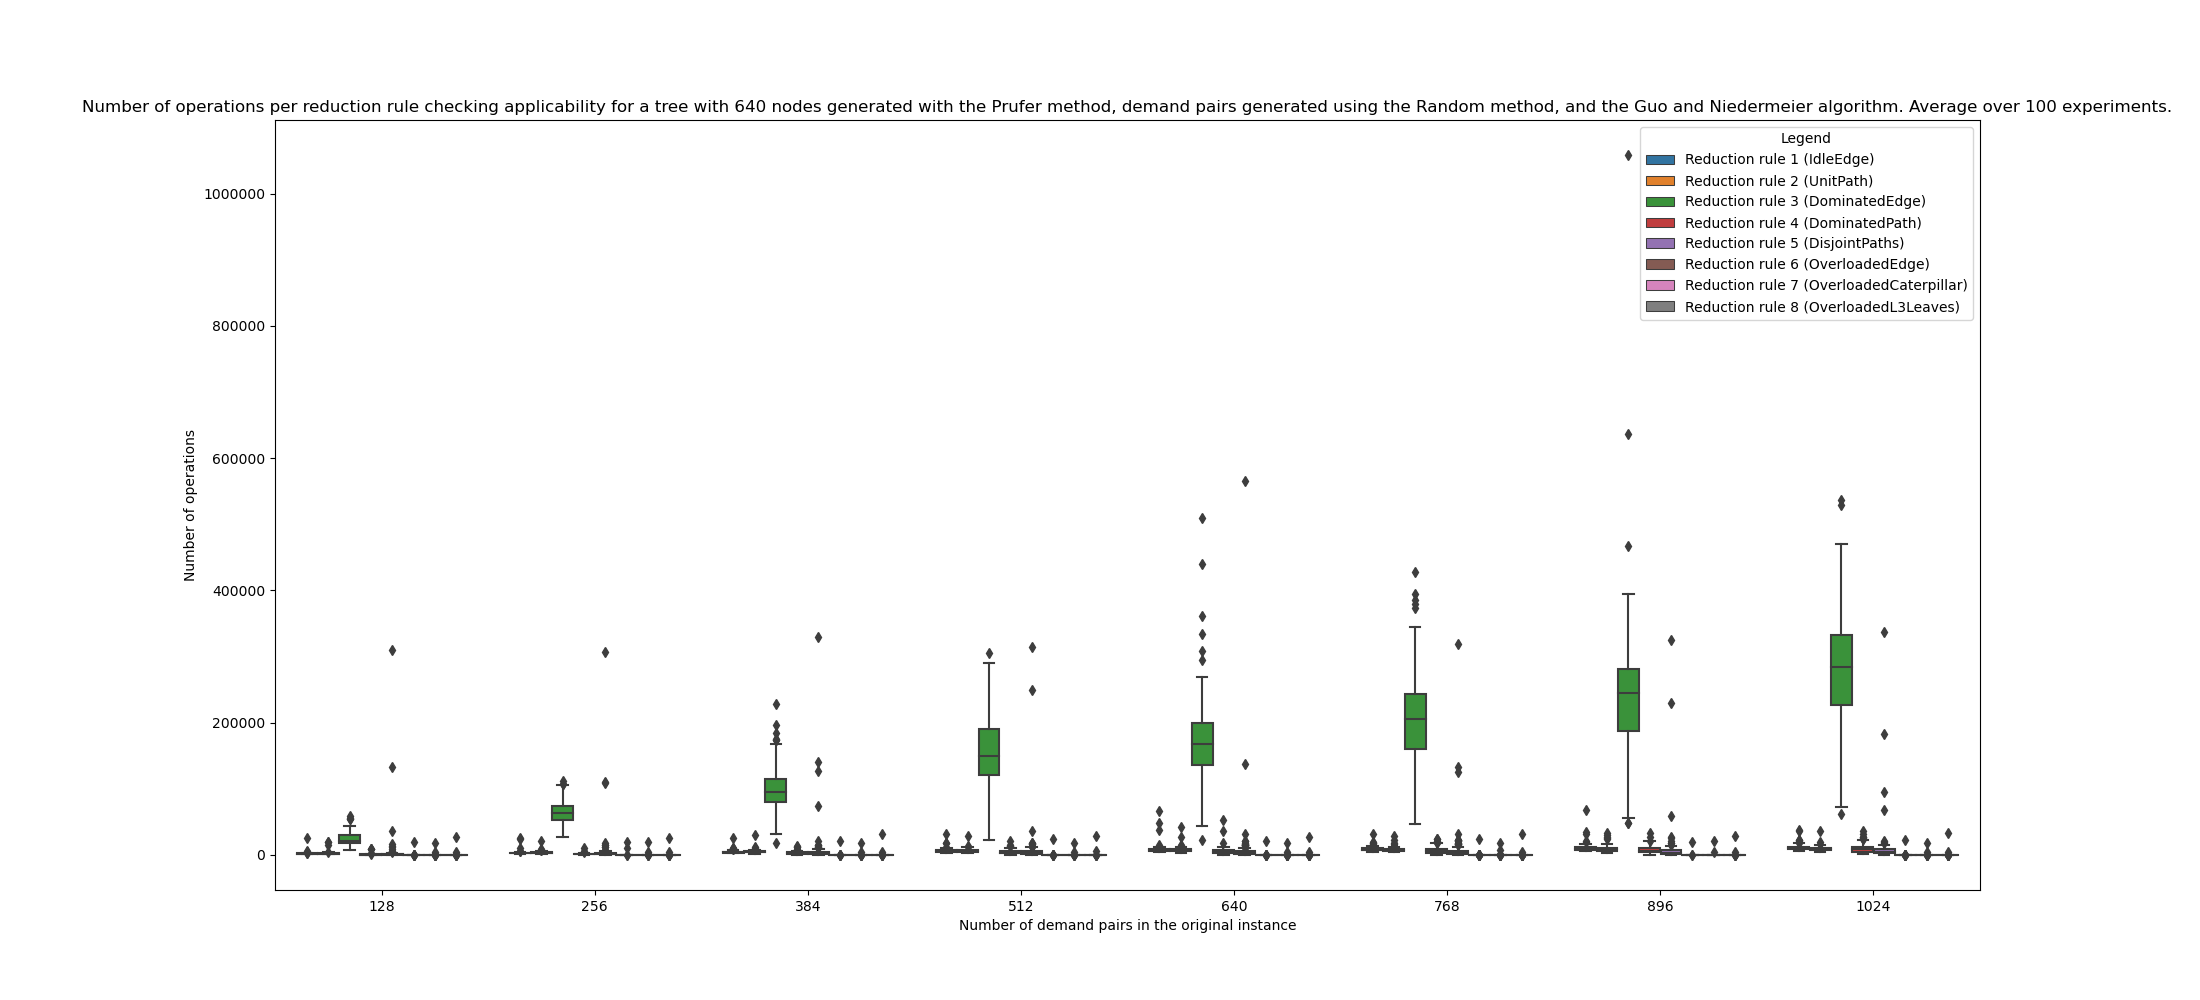 Number of operations per reduction rule checking applicability for a tree with 640 nodes generated with the Prufer method, demand pairs generated using the Random method, and the Guo and Niedermeier algorithm. Average over 100 experiments.
Legend
Reduction rule 1 (IdleEdge)
Reduction rule 2 (UnitPath)
Reduction rule 3 (DominatedEdge)
Reduction rule 4 (DominatedPath)
Reduction rule 5 (DisjointPaths)
Reduction rule 6 (OverloadedEdge)
Reduction rule 7 (OverloadedCaterpillar)
Reduction rule 8 (OverloadedL3Leaves)
1000000
800000
600000
400000
200000
0
Number of operations
128 256 384 512 640 768 896 1024
Number of demand pairs in the original instance